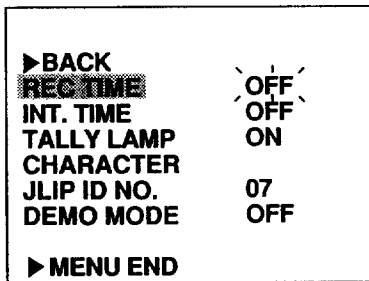 ▶BACK
REC TIME OFF
INT. TIME OFF
TALLY LAMP ON
CHARACTER
JLIP ID NO. 07
DEMO MODE OFF
▶MENU END